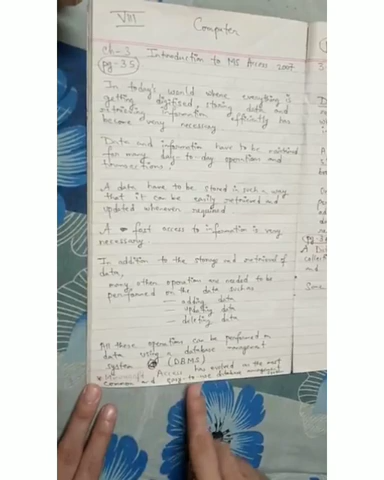 VIII
Computer
ch-3 Introduction to MS Access 2007
pg-35
In today's world where everything is
getting digitised storing data and
retrieving information efficiently has
become very necessary.
Data and information have to be
for many day-to-day operation and
transactions.
A data have to be stored in such a way
that it can be easily retrieved and
updated whenever required
A fast access to information is very
necessary
In addition to the storage and retrieval of
data,
many other operation are needed to be
performed on the data such as
— adding data
— updating data
— deleting data
All these operation can be performed on
data using a database management
system (DBMS)
* Microsoft Access has evolved as the most
common and easy-to-use database management